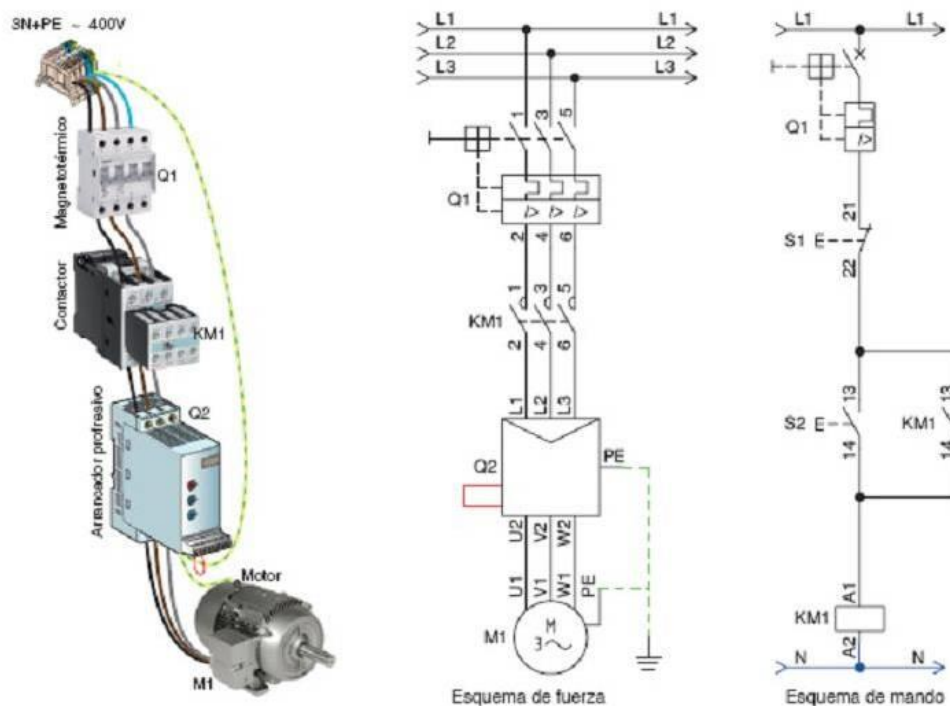 3N+PE ~ 400V
Magnetotérmico
Q1
Contactor
KM1
Arrancador profresivo
Q2
Motor
M1
L1 L1
L2 L2
L3 L3
1 3 5
Q1
2 4 6
1 3 5
KM1
2 4 6
L1 L2 L3
Q2
PE
U2 V2 W2
U1 V1 W1 PE
M1
M
3~
Esquema de fuerza
L1 L1
Q1
21
S1 E
22
13 13
S2 E KM1
14 14
A1
KM1
A2
N N
Esquema de mando